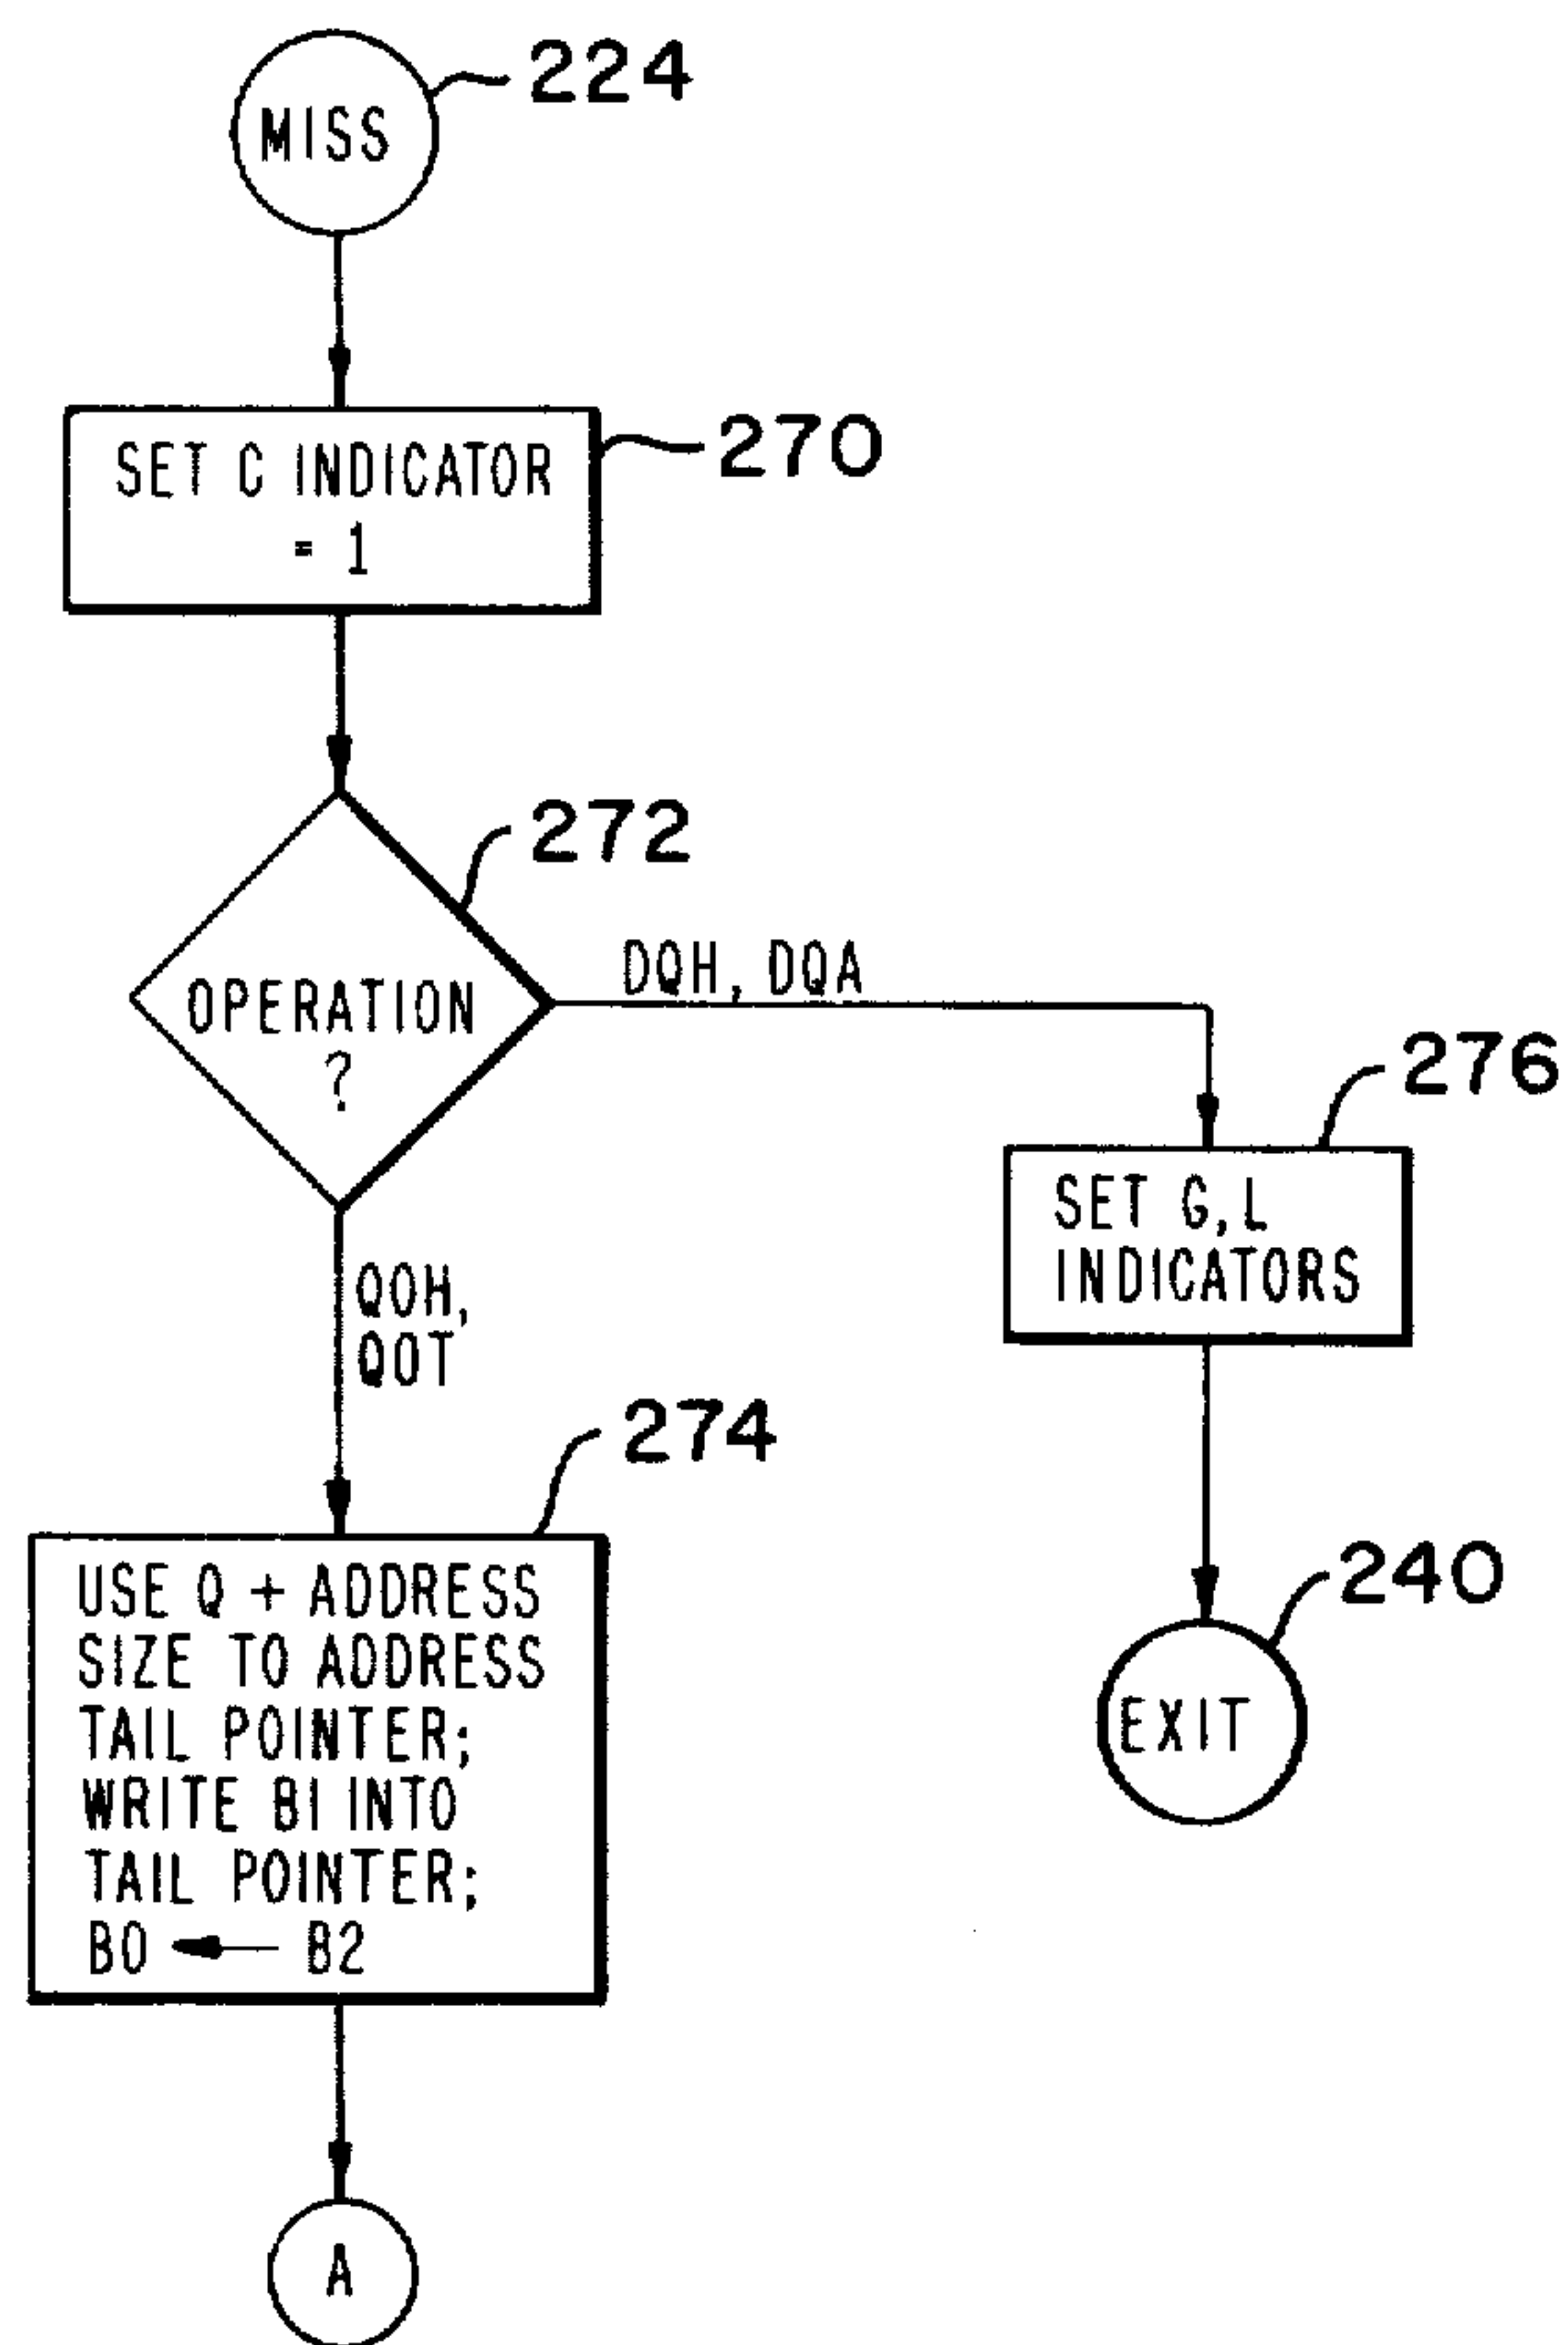 MISS
224
SET C INDICATOR
= 1
270
272
OPERATION
?
DQH, DQA
276
SET G,L
INDICATORS
QOH,
QOT
274
USE Q + ADDRESS
SIZE TO ADDRESS
TAIL POINTER;
WRITE B1 INTO
TAIL POINTER;
B0 ← B2
240
EXIT
A